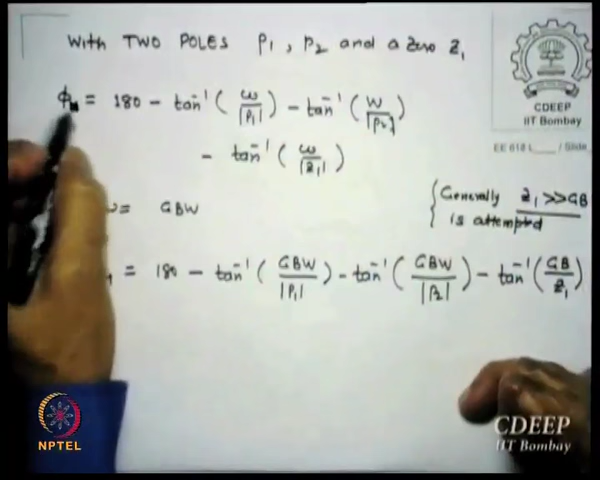 With TWO POLES P1, P2 and a zero Z1
CDEEP
IIT Bombay
EE 618 L____ / Slide
ϕM = 180 − tan⁻¹ ( ω / |P1| ) − tan⁻¹ ( W / |P2| )
− tan⁻¹ ( ω / |Z1| )
= GBW
{ Generally Z1 >> GB
is attempted
= 180 − tan⁻¹ ( GBW / |P1| ) − tan⁻¹ ( GBW / |P2| ) − tan⁻¹ ( GB / Z1 )
NPTEL
CDEEP
IIT Bombay